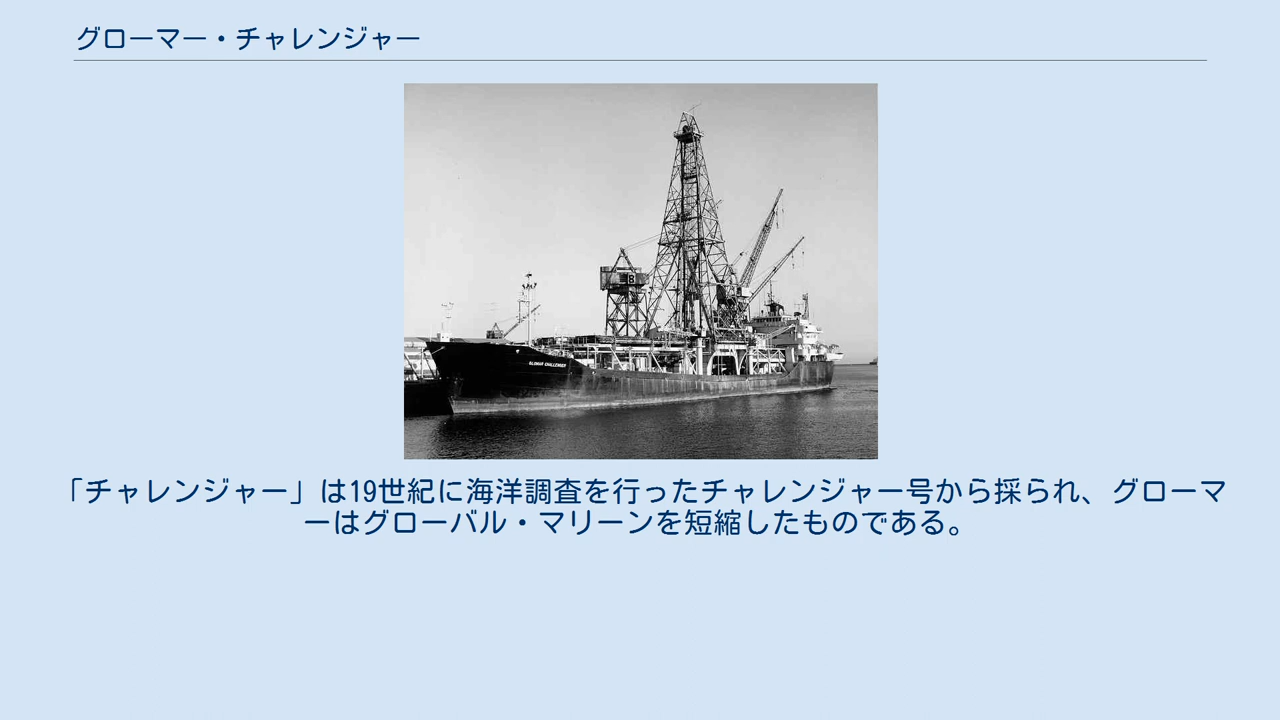 グローマー・チャレンジャー
B
GLOMAR CHALLENGER
「チャレンジャー」は19世紀に海洋調査を行ったチャレンジャー号から採られ、グローマ
ーはグローバル・マリーンを短縮したものである。